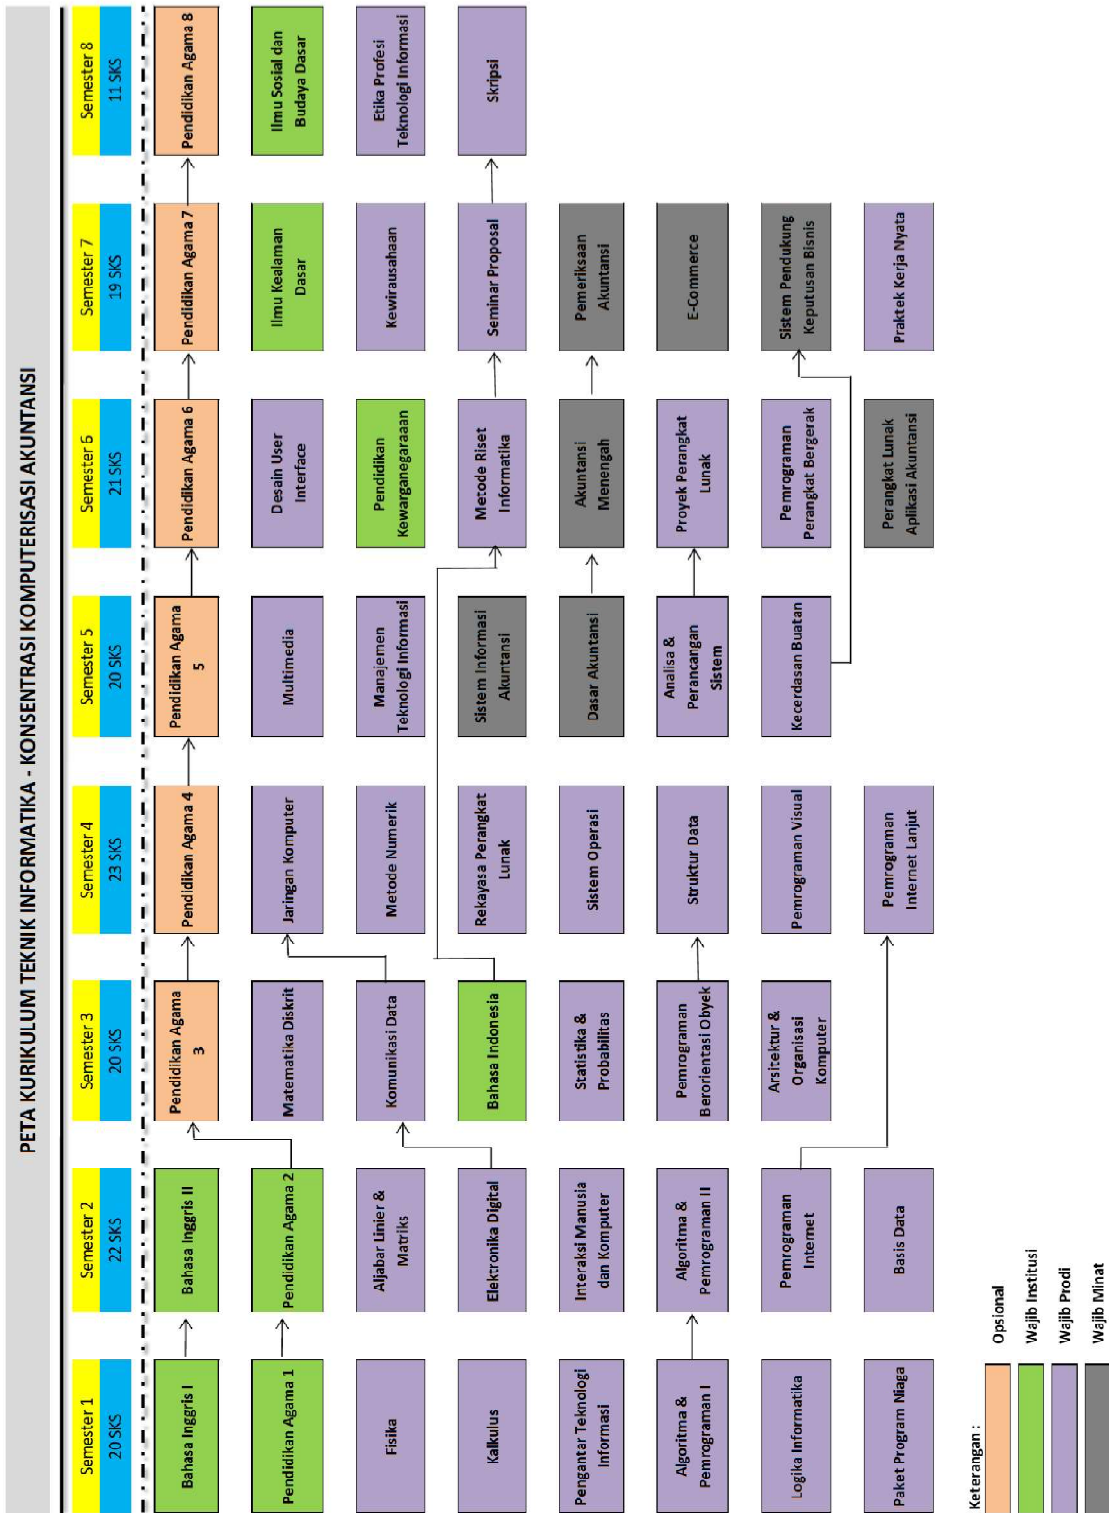 PETA KURIKULUM TEKNIK INFORMATIKA - KONSENTRASI KOMPUTERISASI AKUNTANSI
Semester 1
20 SKS
Bahasa Inggris I
Pendidikan Agama 1
Fisika
Kalkulus
Pengantar Teknologi
Informasi
Algoritma &
Pemrograman I
Logika Informatika
Paket Program Niaga
Semester 2
22 SKS
Bahasa Inggris II
Pendidikan Agama 2
Aljabar Linier &
Matriks
Elektronika Digital
Interaksi Manusia
dan Komputer
Algoritma &
Pemrograman II
Pemrograman
Internet
Basis Data
Semester 3
20 SKS
Pendidikan Agama
3
Matematika Diskrit
Komunikasi Data
Bahasa Indonesia
Statistika &
Probabilitas
Pemrograman
Berorientasi Obyek
Arsitektur &
Organisasi
Komputer
Semester 4
23 SKS
Pendidikan Agama 4
Jaringan Komputer
Metode Numerik
Rekayasa Perangkat
Lunak
Sistem Operasi
Struktur Data
Pemrograman Visual
Pemrograman
Internet Lanjut
Semester 5
20 SKS
Pendidikan Agama
5
Multimedia
Manajemen
Teknologi Informasi
Sistem Informasi
Akuntansi
Dasar Akuntansi
Analisa &
Perancangan
Sistem
Kecerdasan Buatan
Semester 6
21 SKS
Pendidikan Agama 6
Desain User
Interface
Pendidikan
Kewarganegaraaan
Metode Riset
Informatika
Akuntansi
Menengah
Proyek Perangkat
Lunak
Pemrograman
Perangkat Bergerak
Perangkat Lunak
Aplikasi Akuntansi
Semester 7
19 SKS
Pendidikan Agama 7
Ilmu Kealaman
Dasar
Kewirausahaan
Seminar Proposal
Pemeriksaan
Akuntansi
E-Commerce
Sistem Pendukung
Keputusan Bisnis
Praktek Kerja Nyata
Semester 8
11 SKS
Pendidikan Agama 8
Ilmu Sosial dan
Budaya Dasar
Etika Profesi
Teknologi Informasi
Skripsi
Keterangan :
Opsional
Wajib Institusi
Wajib Prodi
Wajib Minat